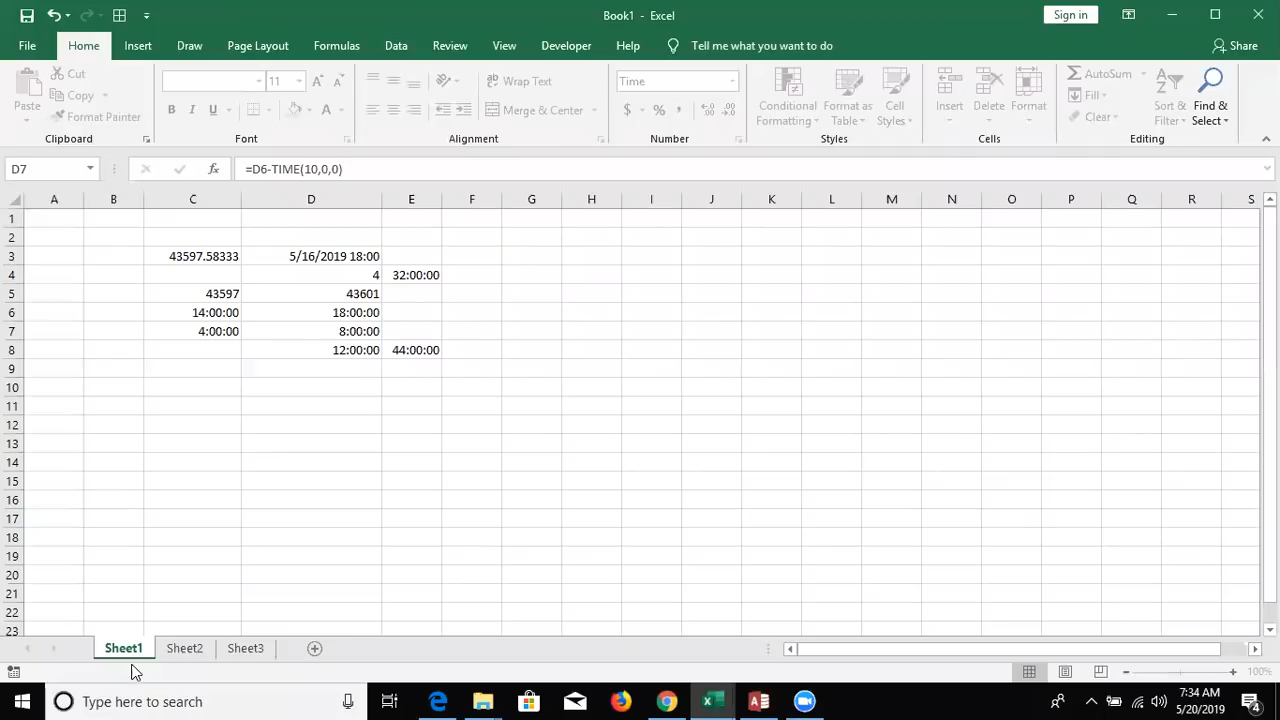 Book1 - Excel
Sign in
File Home Insert Draw Page Layout Formulas Data Review View Developer Help Tell me what you want to do Share
Paste
Cut
Copy
Format Painter
Clipboard
11
B I U
Font
Wrap Text
Merge & Center
Alignment
Time
$ % ,
Number
Conditional Formatting
Format as Table
Cell Styles
Styles
Insert Delete Format
Cells
AutoSum
Fill
Clear
Sort & Filter
Find & Select
Editing
D7 fx =D6-TIME(10,0,0)
A B C D E F G H I J K L M N O P Q R S
1
2
3 43597.58333 5/16/2019 18:00
4 4 32:00:00
5 43597 43601
6 14:00:00 18:00:00
7 4:00:00 8:00:00
8 12:00:00 44:00:00
9
10
11
12
13
14
15
16
17
18
19
20
21
22
23
Sheet1 Sheet2 Sheet3
100%
Type here to search
7:34 AM
5/20/2019
4